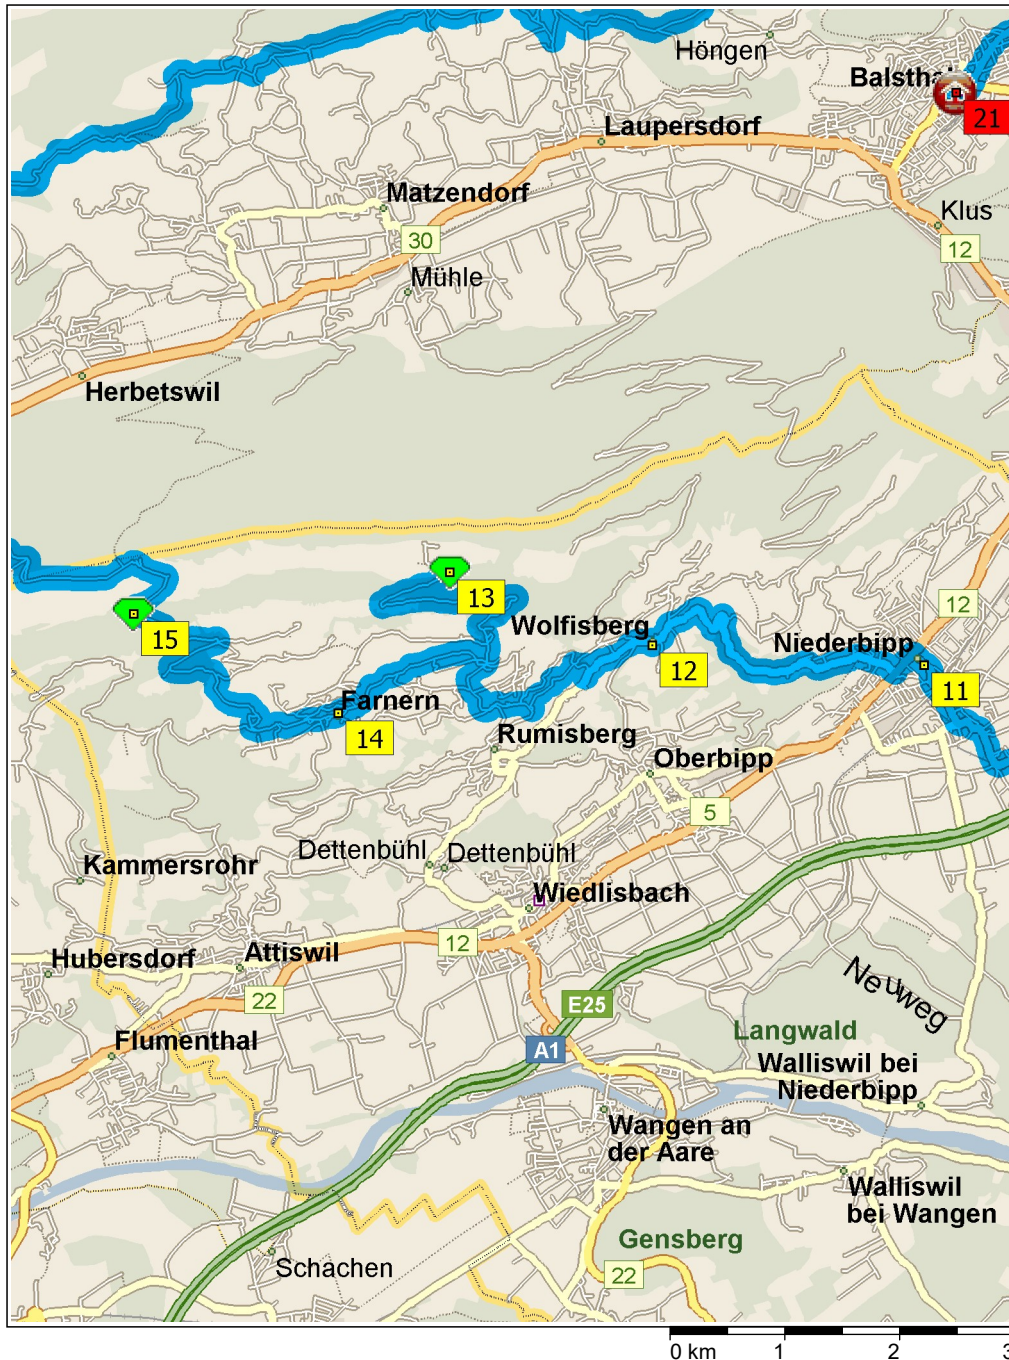 Höngen
Balsthal
21
Laupersdorf
Matzendorf
Klus
30
12
Mühle
Herbetswil
13
12
15
Wolfisberg
Niederbipp
12
11
Farnern
14
Rumisberg
Oberbipp
5
Dettenbühl
Dettenbühl
Kammersrohr
Wiedlisbach
12
Hubersdorf
Attiswil
22
E25
Neuweg
Langwald
Flumenthal
A1
Walliswil bei
Niederbipp
Wangen an
der Aare
Walliswil
bei Wangen
Gensberg
Schachen
22
0 km 1 2 3